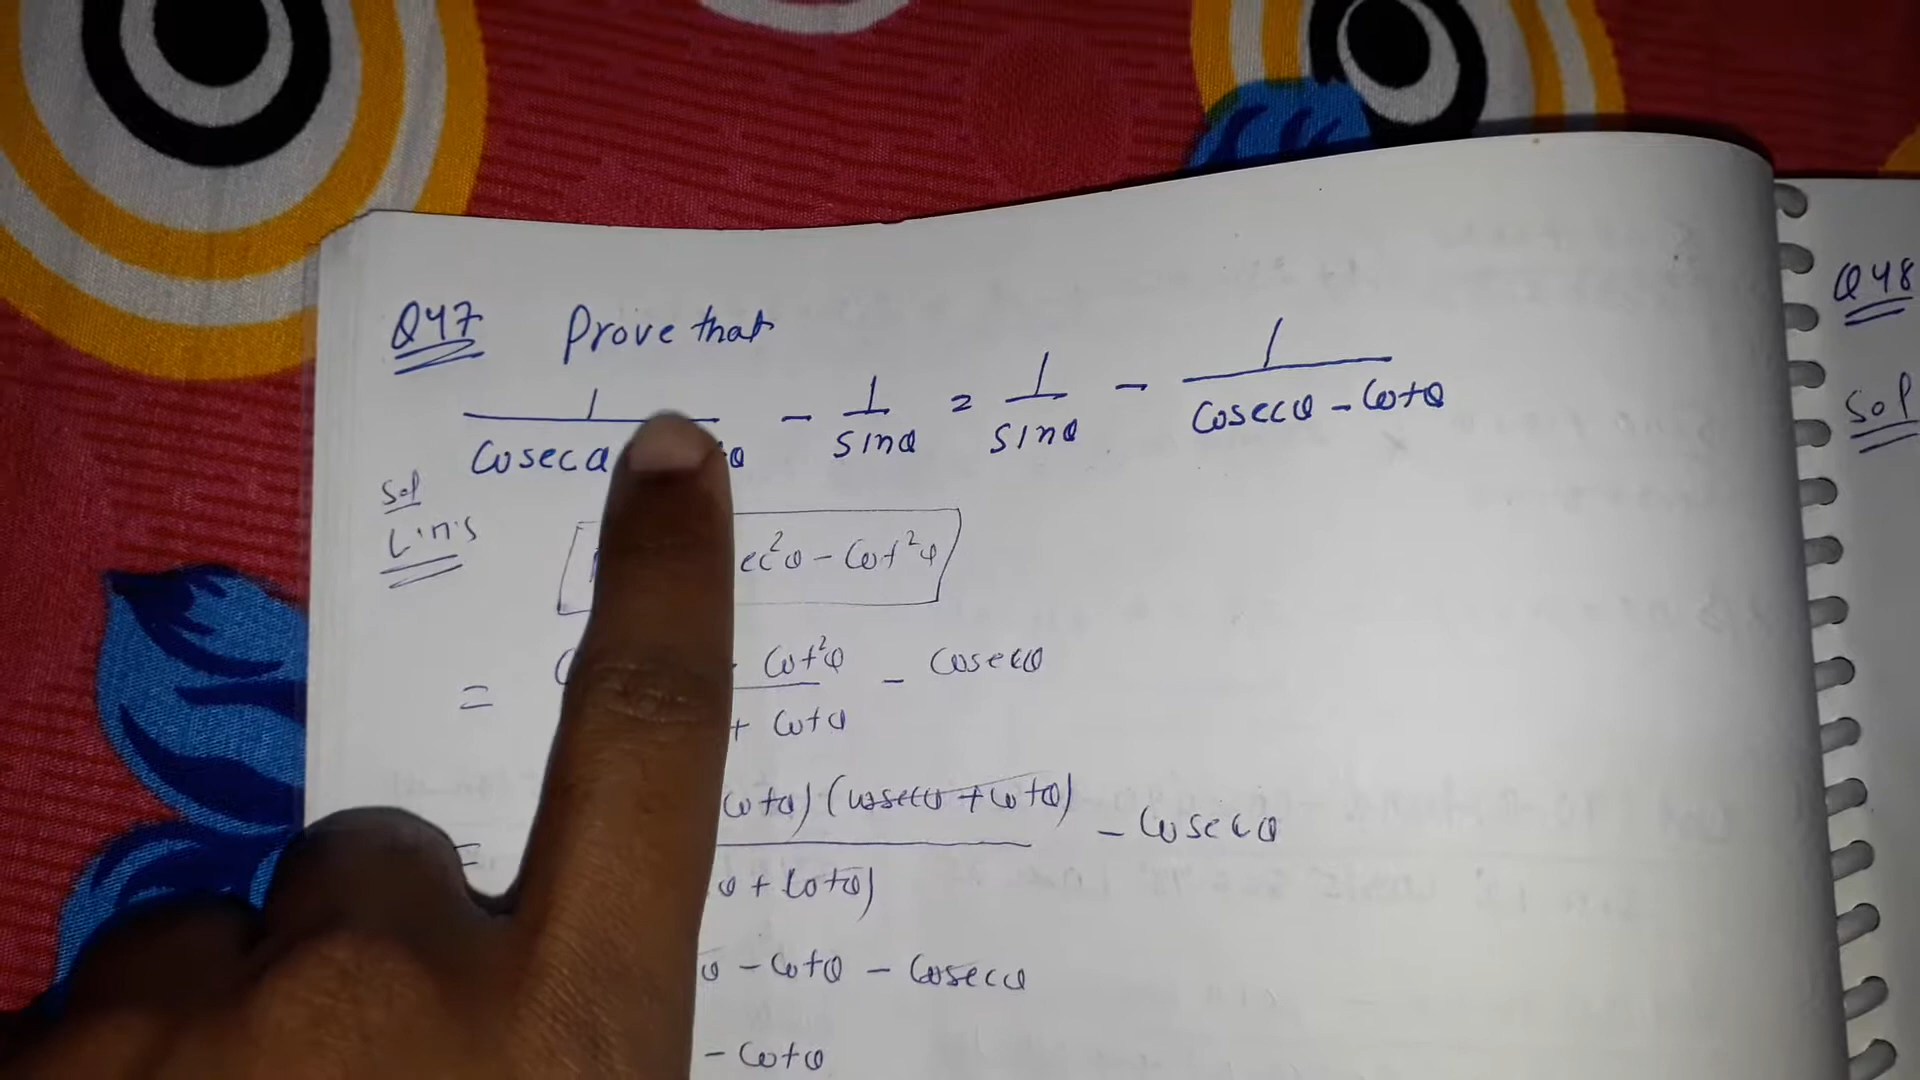 Q47 Prove that
1/Cosecθ θ - 1/sinθ = 1/sinθ - 1/(Cosecθ - Cotθ)
Sol
L.H.S
ec²θ - Cot²θ
= Cot²θ / + Cotθ - Cosecθ
= Cotθ) (Cosecθ + Cotθ) / θ + Cotθ) - Cosecθ
θ - Cotθ - Cosecθ
- Cotθ
Q48
Sol